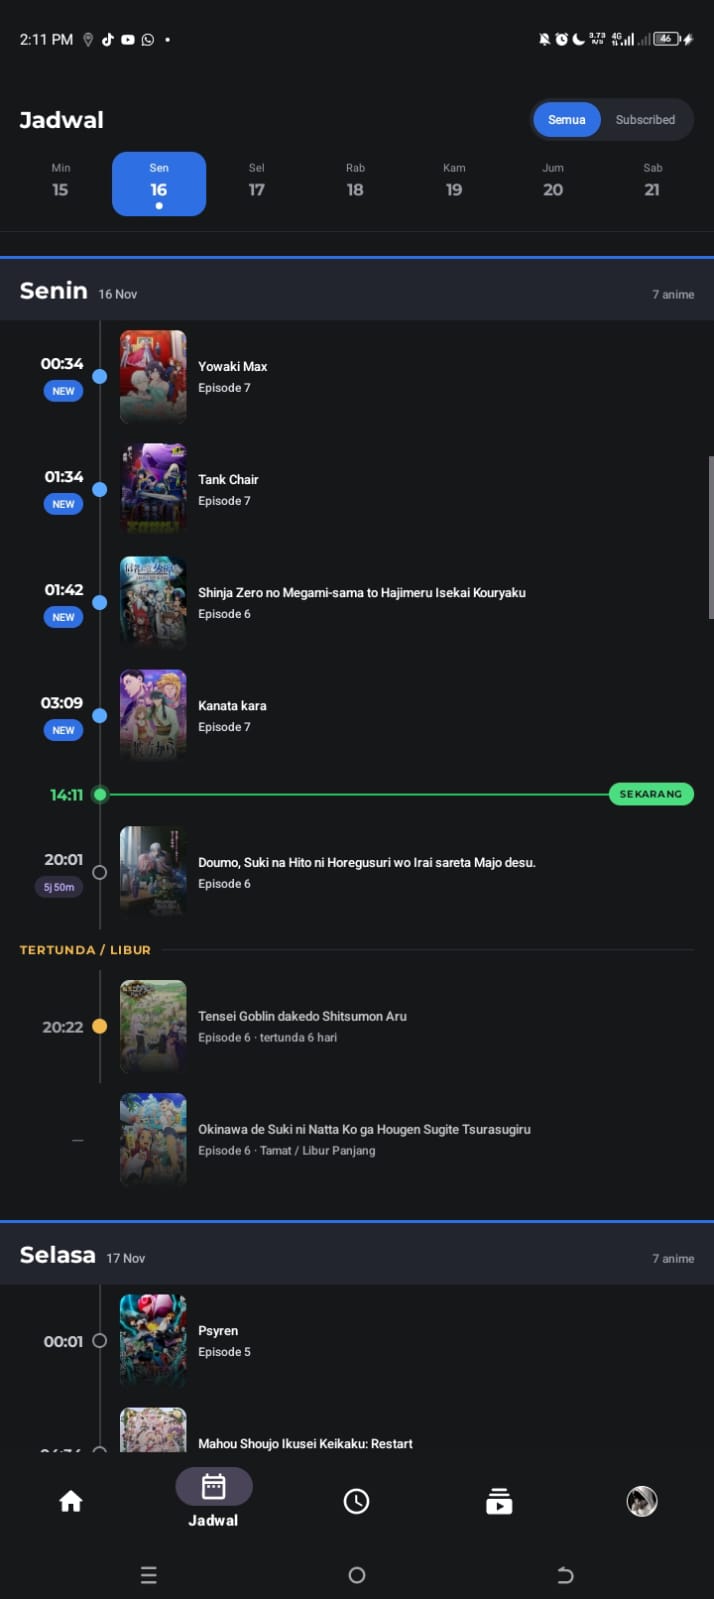 2:11 PM
3.73
K/S
4G
46
Jadwal
Semua
Subscribed
Min
Sen
Sel
Rab
Kam
Jum
Sab
15
16
17
18
19
20
21
Senin 16 Nov
7 anime
00:34
NEW
Yowaki Max
Episode 7
01:34
NEW
Tank Chair
Episode 7
01:42
NEW
Shinja Zero no Megami-sama to Hajimeru Isekai Kouryaku
Episode 6
03:09
NEW
Kanata kara
Episode 7
14:11
SEKARANG
20:01
5j 50m
Doumo, Suki na Hito ni Horegusuri wo Irai sareta Majo desu.
Episode 6
TERTUNDA / LIBUR
20:22
Tensei Goblin dakedo Shitsumon Aru
Episode 6 · tertunda 6 hari
—
Okinawa de Suki ni Natta Ko ga Hougen Sugite Tsurasugiru
Episode 6 · Tamat / Libur Panjang
Selasa 17 Nov
7 anime
00:01
Psyren
Episode 5
Mahou Shoujo Ikusei Keikaku: Restart
Jadwal